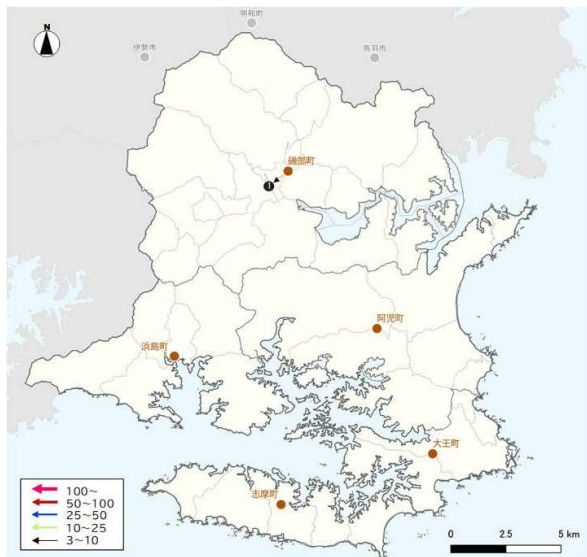 N
明和町
伊勢市
鳥羽市
磯部町
1
阿児町
浜島町
大王町
志摩町
100~
50~100
25~50
10~25
3~10
0 2.5 5 km